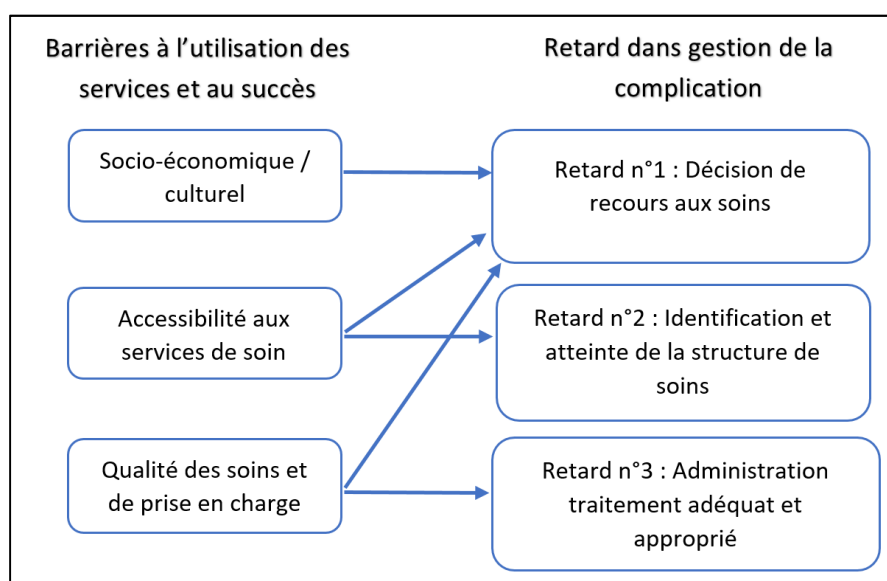 Barrières à l’utilisation des
services et au succès
Retard dans gestion de la
complication
Socio-économique /
culturel
Retard n°1 : Décision de
recours aux soins
Accessibilité aux
services de soin
Retard n°2 : Identification et
atteinte de la structure de
soins
Qualité des soins et
de prise en charge
Retard n°3 : Administration
traitement adéquat et
approprié